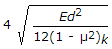 4 √ Ed²
12(1 - µ²)k